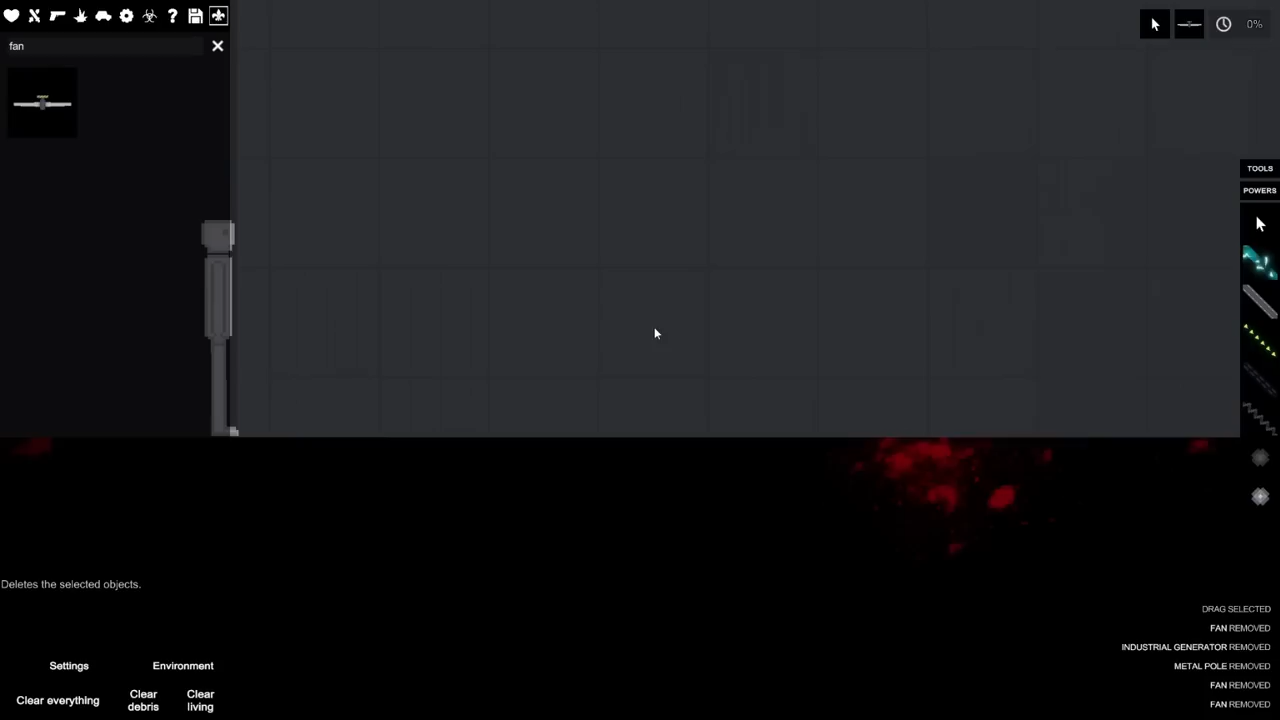 fan
0%
TOOLS
POWERS
Deletes the selected objects.
DRAG SELECTED
FAN REMOVED
INDUSTRIAL GENERATOR REMOVED
METAL POLE REMOVED
FAN REMOVED
FAN REMOVED
Settings
Environment
Clear everything
Clear
debris
Clear
living